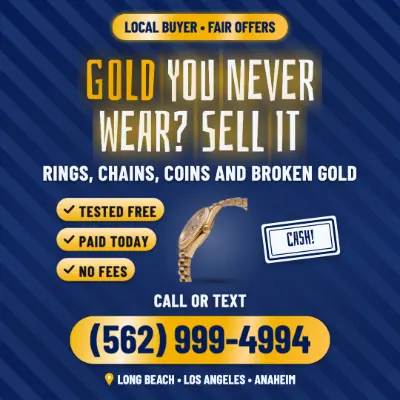 LOCAL BUYER • FAIR OFFERS
GOLD YOU NEVER
WEAR? SELL IT
RINGS, CHAINS, COINS AND BROKEN GOLD
✓ TESTED FREE
✓ PAID TODAY
✓ NO FEES
CASH!
CALL OR TEXT
(562) 999-4994
LONG BEACH • LOS ANGELES • ANAHEIM